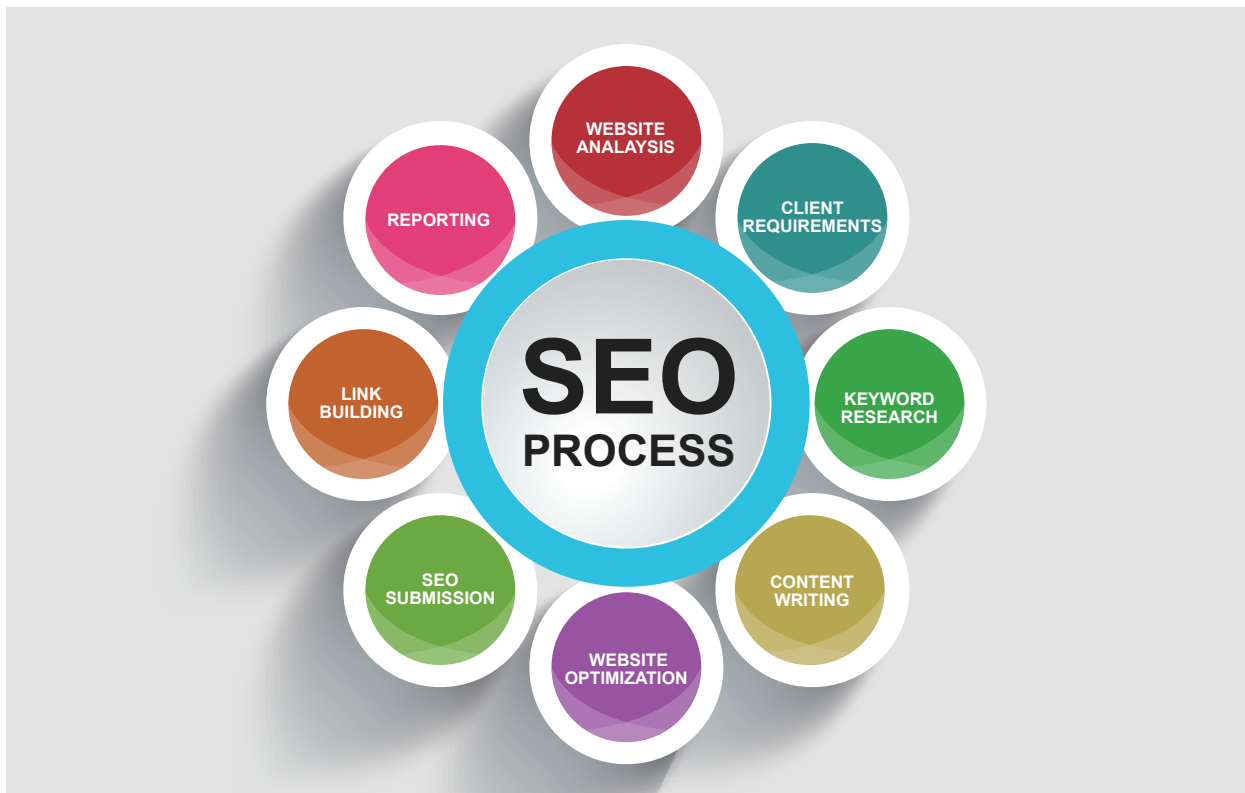 WEBSITE
ANALAYSIS
CLIENT
REQUIREMENTS
KEYWORD
RESEARCH
CONTENT
WRITING
WEBSITE
OPTIMIZATION
SEO
SUBMISSION
LINK
BUILDING
REPORTING
SEO
PROCESS